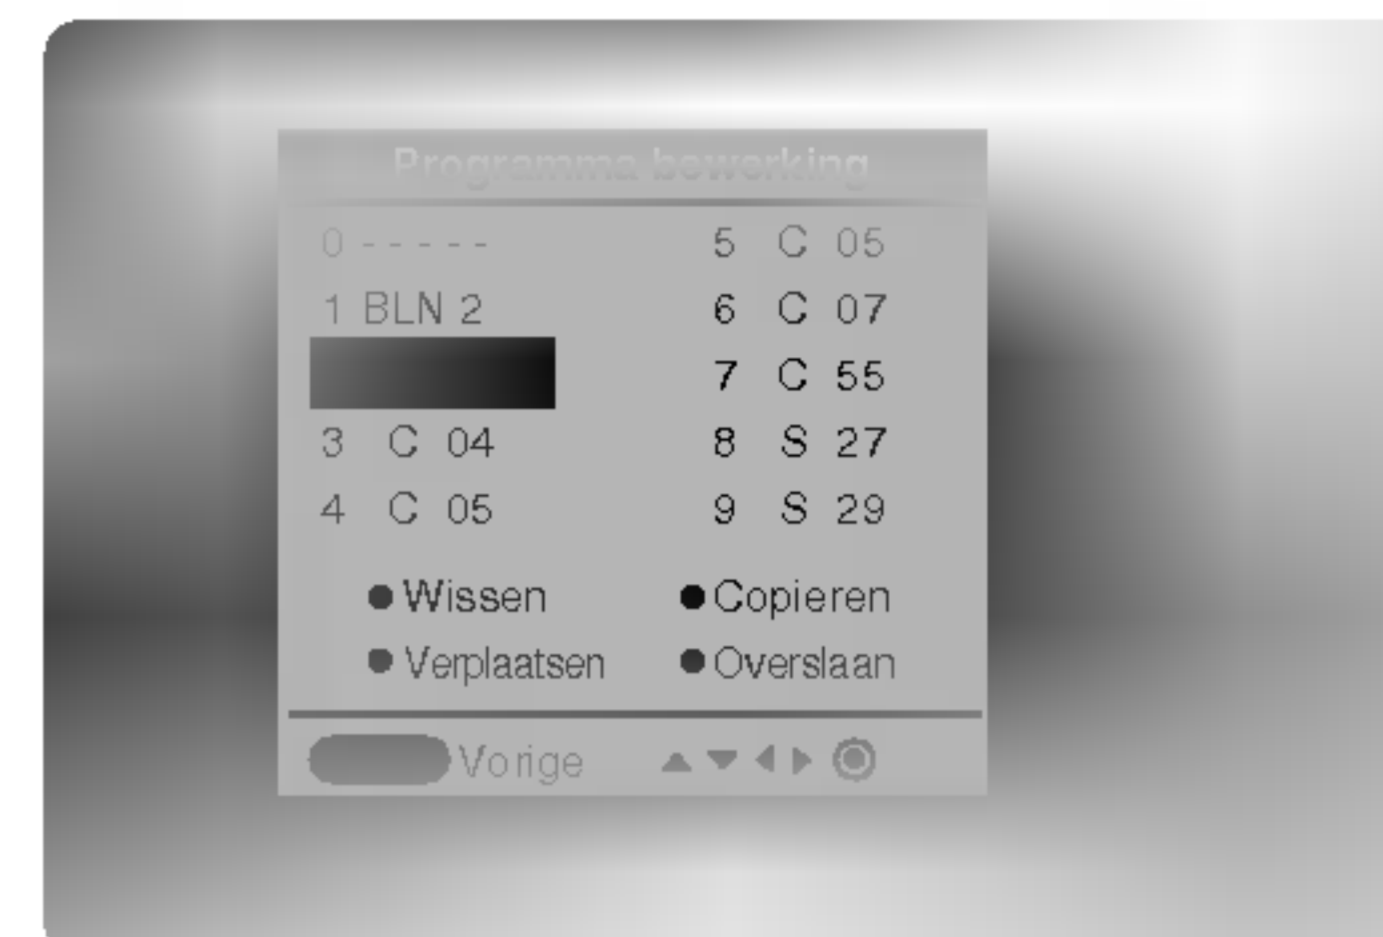 Programma bewerking
0 - - - - -
1 BLN 2
3 C 04
4 C 05
5 C 05
6 C 07
7 C 55
8 S 27
9 S 29
Wissen
Copieren
Verplaatsen
Overslaan
Vorige